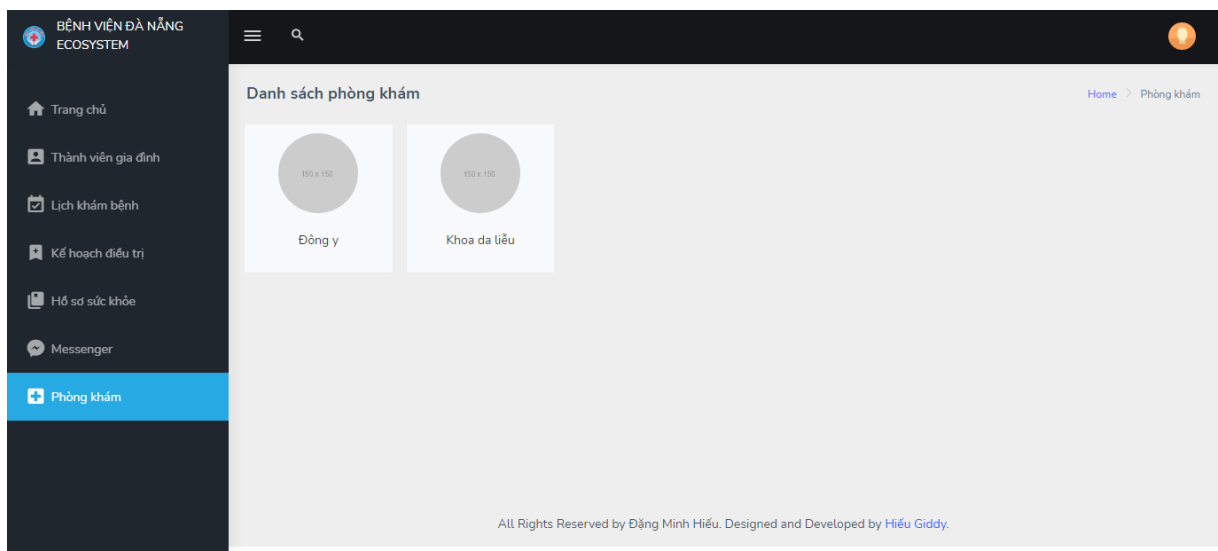 BỆNH VIỆN ĐÀ NẴNG
ECOSYSTEM
Trang chủ
Thành viên gia đình
Lịch khám bệnh
Kế hoạch điều trị
Hồ sơ sức khỏe
Messenger
Phòng khám
Danh sách phòng khám
Home > Phòng khám
150 x 150
150 x 150
Đông y
Khoa da liễu
All Rights Reserved by Đặng Minh Hiếu. Designed and Developed by Hiếu Giddy.